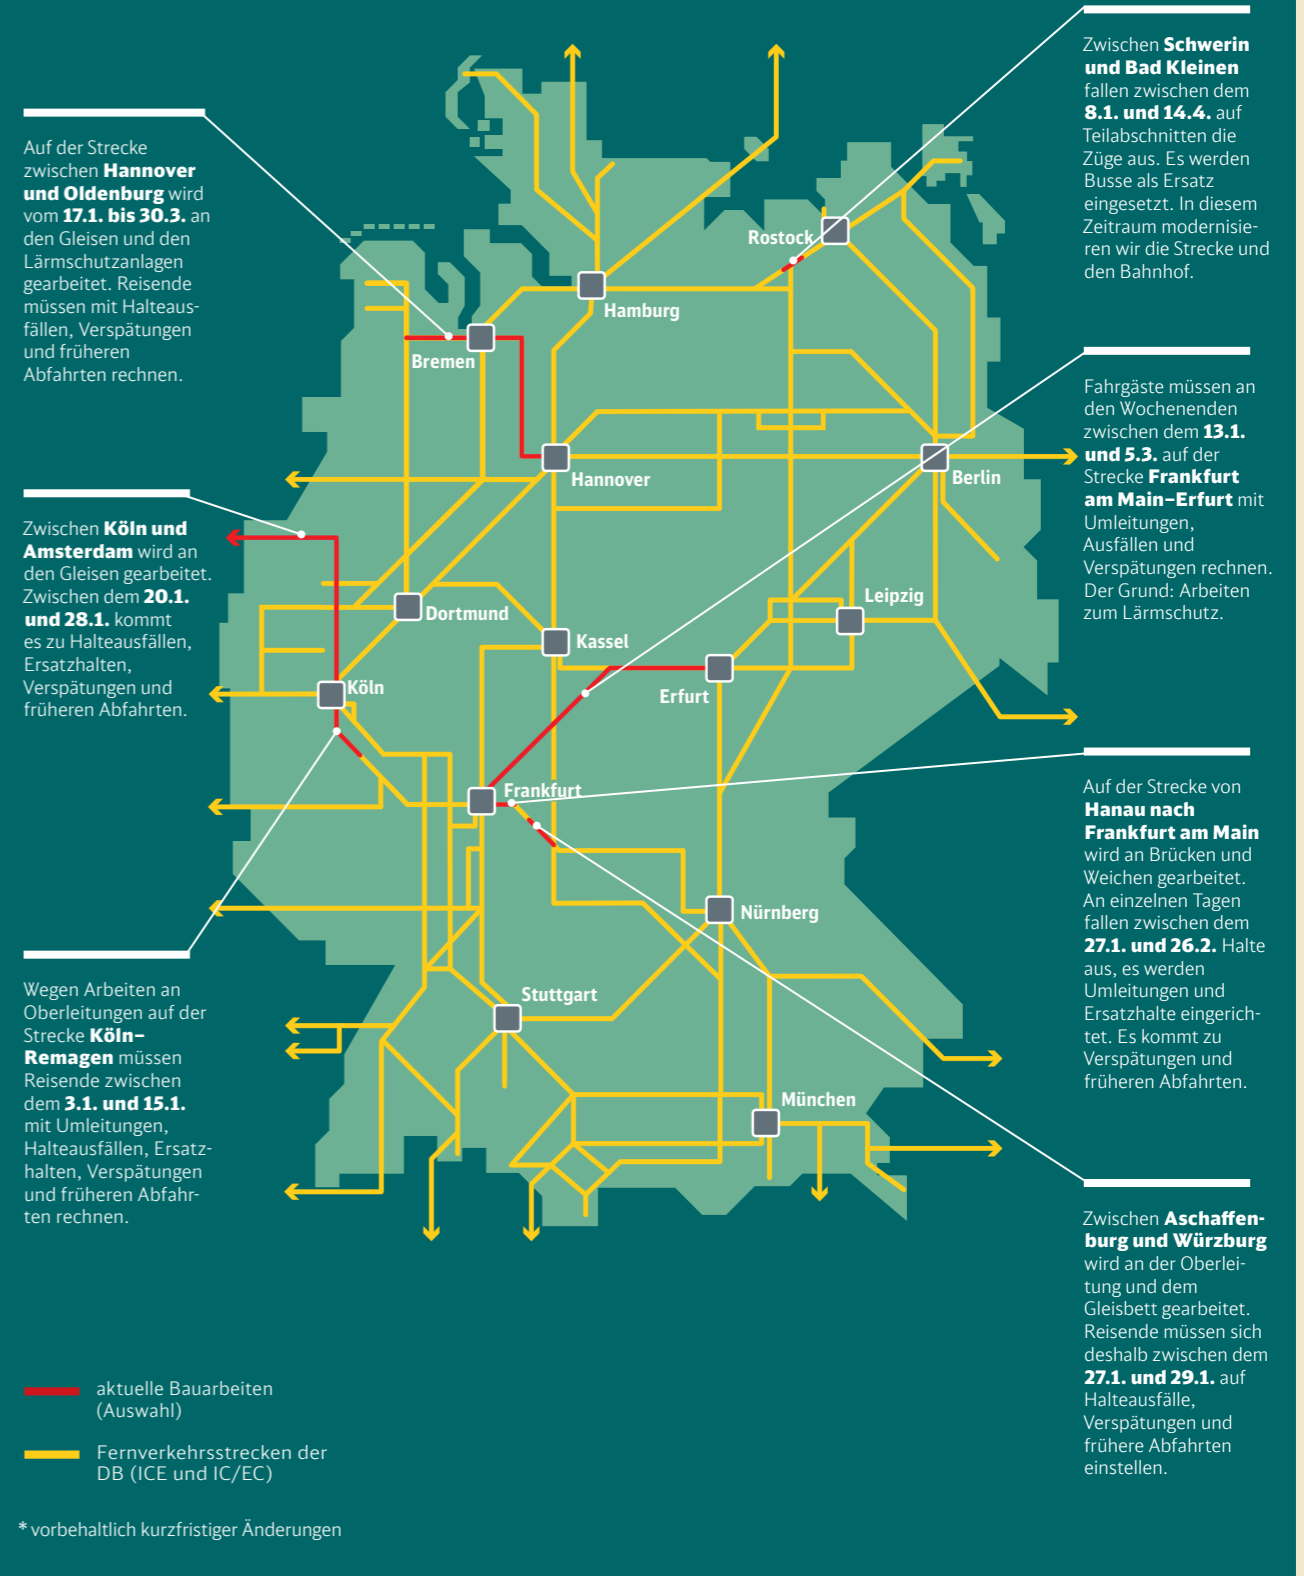 Auf der Strecke
zwischen Hannover
und Oldenburg wird
vom 17.1. bis 30.3. an
den Gleisen und den
Lärmschutzanlagen
gearbeitet. Reisende
müssen mit Halteaus-
fällen, Verspätungen
und früheren
Abfahrten rechnen.
Zwischen Köln und
Amsterdam wird an
den Gleisen gearbeitet.
Zwischen dem 20.1.
und 28.1. kommt
es zu Halteausfällen,
Ersatzhalten,
Verspätungen und
früheren Abfahrten.
Wegen Arbeiten an
Oberleitungen auf der
Strecke Köln–
Remagen müssen
Reisende zwischen
dem 3.1. und 15.1.
mit Umleitungen,
Halteausfällen, Ersatz-
halten, Verspätungen
und früheren Abfahr-
ten rechnen.
Rostock
Hamburg
Bremen
Hannover
Berlin
Dortmund
Leipzig
Kassel
Erfurt
Köln
Frankfurt
Nürnberg
Stuttgart
München
Zwischen Schwerin
und Bad Kleinen
fallen zwischen dem
8.1. und 14.4. auf
Teilabschnitten die
Züge aus. Es werden
Busse als Ersatz
eingesetzt. In diesem
Zeitraum modernisie-
ren wir die Strecke und
den Bahnhof.
Fahrgäste müssen an
den Wochenenden
zwischen dem 13.1.
und 5.3. auf der
Strecke Frankfurt
am Main–Erfurt mit
Umleitungen,
Ausfällen und
Verspätungen rechnen.
Der Grund: Arbeiten
zum Lärmschutz.
Auf der Strecke von
Hanau nach
Frankfurt am Main
wird an Brücken und
Weichen gearbeitet.
An einzelnen Tagen
fallen zwischen dem
27.1. und 26.2. Halte
aus, es werden
Umleitungen und
Ersatzhalte eingerich-
tet. Es kommt zu
Verspätungen und
früheren Abfahrten.
Zwischen Aschaffen-
burg und Würzburg
wird an der Oberlei-
tung und dem
Gleisbett gearbeitet.
Reisende müssen sich
deshalb zwischen dem
27.1. und 29.1. auf
Halteausfälle,
Verspätungen und
frühere Abfahrten
einstellen.
aktuelle Bauarbeiten
(Auswahl)
Fernverkehrsstrecken der
DB (ICE und IC/EC)
* vorbehaltlich kurzfristiger Änderungen